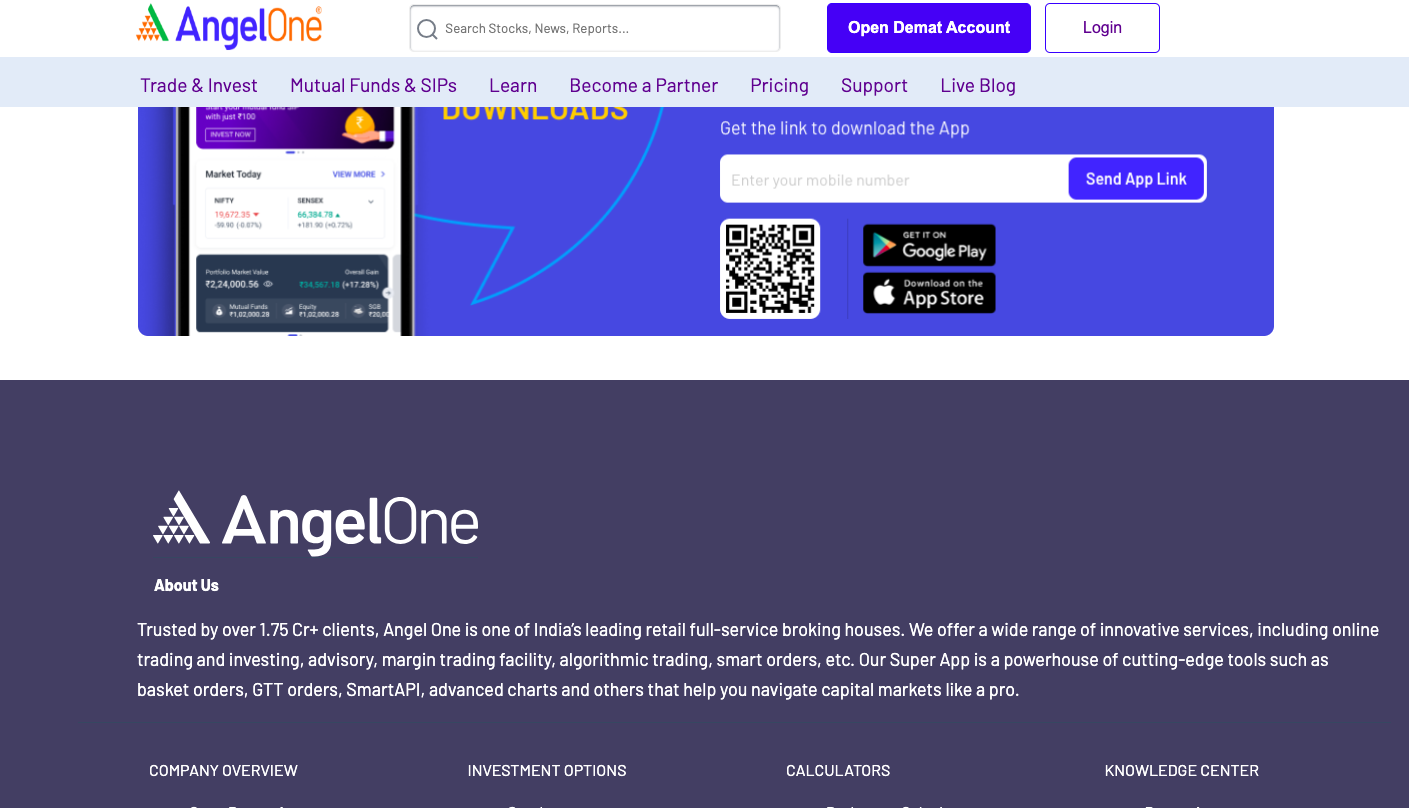 AngelOne
Search Stocks, News, Reports...
Open Demat Account
Login
Trade & Invest
Mutual Funds & SIPs
Learn
Become a Partner
Pricing
Support
Live Blog
with just ₹100
INVEST NOW
Market Today
VIEW MORE
NIFTY
19,672.35
-59.90 (-0.07%)
SENSEX
66,384.78
+181.90 (+0.72%)
Portfolio Market Value
₹2,24,000.56
Overall Gain
₹34,567.18 (+17.28%)
Mutual Funds
₹1,02,000.28
Equity
₹1,02,000.28
SGB
₹20,00
DOWNLOADS
Get the link to download the App
Enter your mobile number
Send App Link
GET IT ON
Google Play
Download on the
App Store
AngelOne
About Us
Trusted by over 1.75 Cr+ clients, Angel One is one of India's leading retail full-service broking houses. We offer a wide range of innovative services, including online
trading and investing, advisory, margin trading facility, algorithmic trading, smart orders, etc. Our Super App is a powerhouse of cutting-edge tools such as
basket orders, GTT orders, SmartAPI, advanced charts and others that help you navigate capital markets like a pro.
COMPANY OVERVIEW
INVESTMENT OPTIONS
CALCULATORS
KNOWLEDGE CENTER